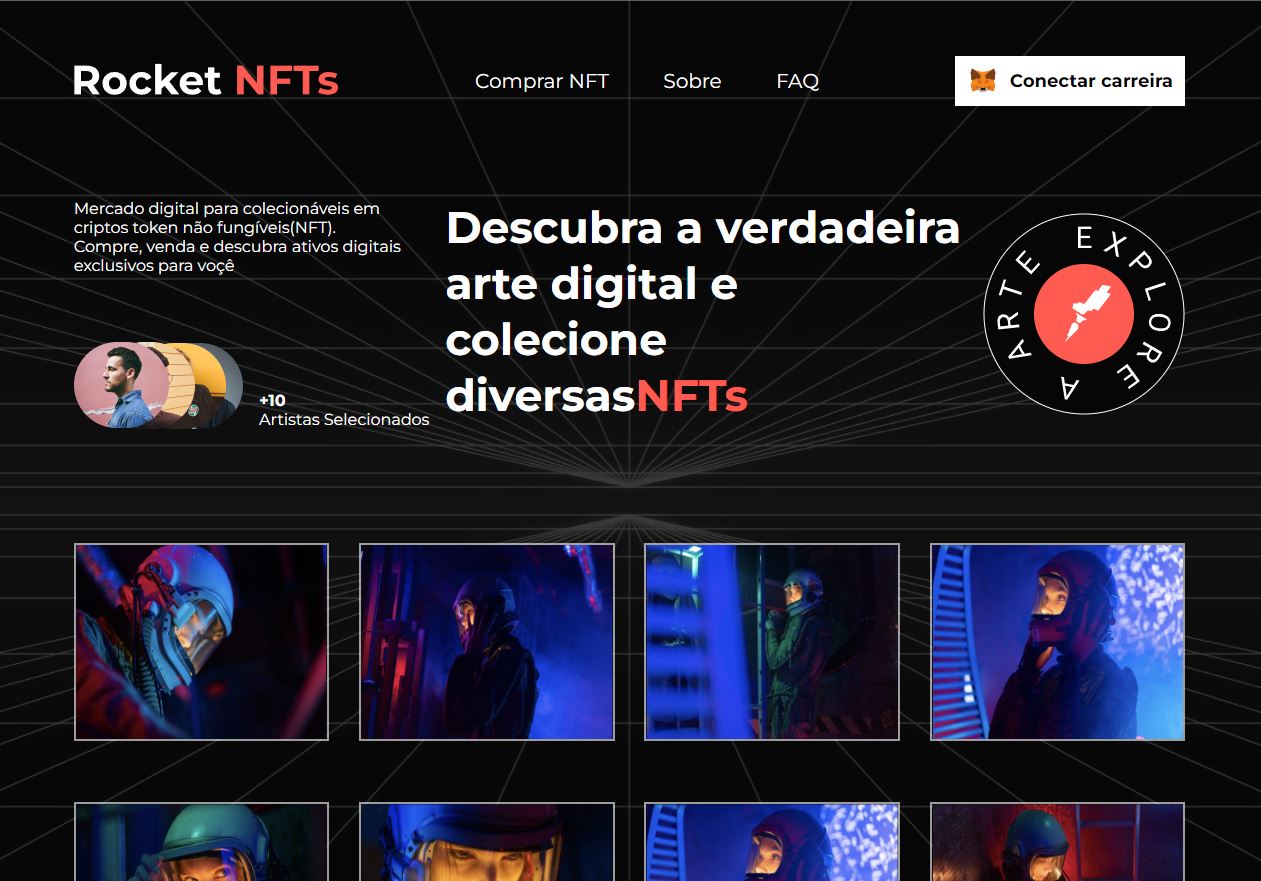 Rocket NFTs
Comprar NFT
Sobre
FAQ
Conectar carreira
Mercado digital para colecionáveis em
criptos token não fungíveis(NFT).
Compre, venda e descubra ativos digitais
exclusivos para voçê
+10
Artistas Selecionados
Descubra a verdadeira
arte digital e
colecione
diversasNFTs
EXPLORE A ARTE